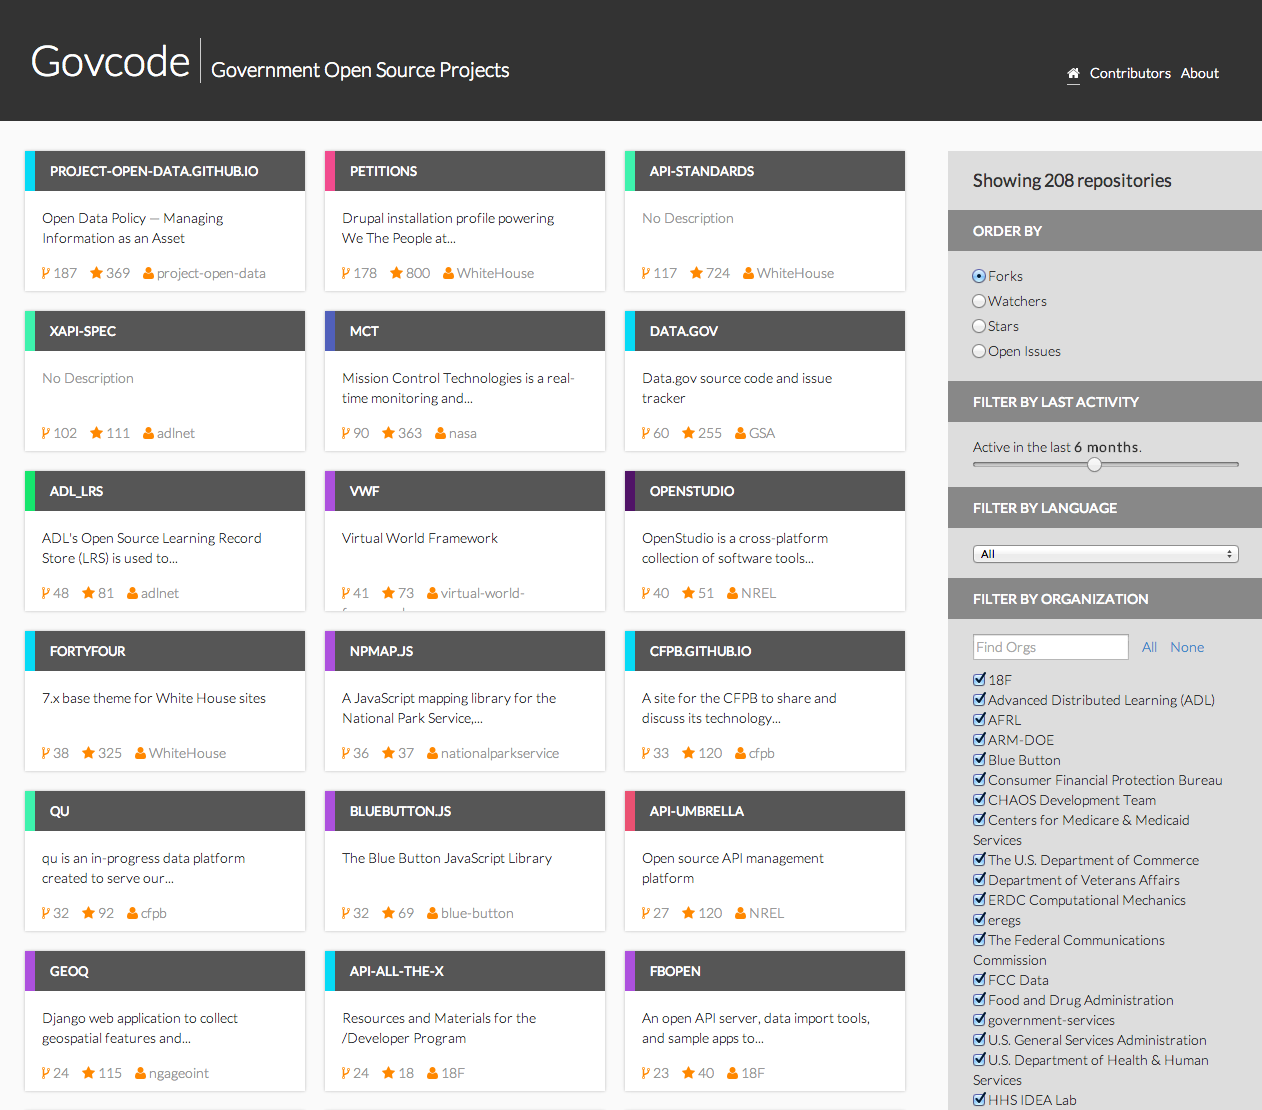 Govcode
Government Open Source Projects
Contributors About
PROJECT-OPEN-DATA.GITHUB.IO
Open Data Policy — Managing
Information as an Asset
187 369 project-open-data
PETITIONS
Drupal installation profile powering
We The People at...
178 800 WhiteHouse
API-STANDARDS
No Description
117 724 WhiteHouse
XAPI-SPEC
No Description
102 111 adlnet
MCT
Mission Control Technologies is a real-
time monitoring and...
90 363 nasa
DATA.GOV
Data.gov source code and issue
tracker
60 255 GSA
ADL_LRS
ADL's Open Source Learning Record
Store (LRS) is used to...
48 81 adlnet
VWF
Virtual World Framework
41 73 virtual-world-
OPENSTUDIO
OpenStudio is a cross-platform
collection of software tools...
40 51 NREL
FORTYFOUR
7.x base theme for White House sites
38 325 WhiteHouse
NPMAP.JS
A JavaScript mapping library for the
National Park Service,...
36 37 nationalparkservice
CFPB.GITHUB.IO
A site for the CFPB to share and
discuss its technology...
33 120 cfpb
QU
qu is an in-progress data platform
created to serve our...
32 92 cfpb
BLUEBUTTON.JS
The Blue Button JavaScript Library
32 69 blue-button
API-UMBRELLA
Open source API management
platform
27 120 NREL
GEOQ
Django web application to collect
geospatial features and...
24 115 ngageoint
API-ALL-THE-X
Resources and Materials for the
/Developer Program
24 18 18F
FBOPEN
An open API server, data import tools,
and sample apps to...
23 40 18F
Showing 208 repositories
ORDER BY
Forks
Watchers
Stars
Open Issues
FILTER BY LAST ACTIVITY
Active in the last 6 months.
FILTER BY LANGUAGE
All
FILTER BY ORGANIZATION
Find Orgs All None
18F
Advanced Distributed Learning (ADL)
AFRL
ARM-DOE
Blue Button
Consumer Financial Protection Bureau
CHAOS Development Team
Centers for Medicare & Medicaid
Services
The U.S. Department of Commerce
Department of Veterans Affairs
ERDC Computational Mechanics
eregs
The Federal Communications
Commission
FCC Data
Food and Drug Administration
government-services
U.S. General Services Administration
U.S. Department of Health & Human
Services
HHS IDEA Lab